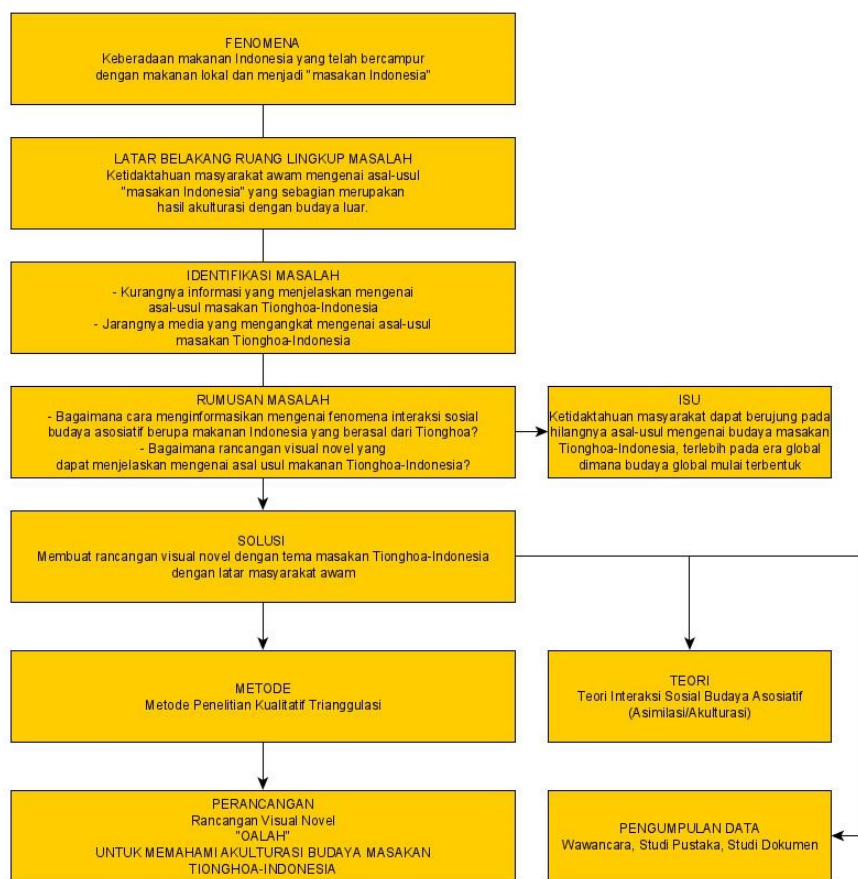 FENOMENA
Keberadaan makanan Indonesia yang telah bercampur
dengan makanan lokal dan menjadi "masakan Indonesia"
LATAR BELAKANG RUANG LINGKUP MASALAH
Ketidaktahuan masyarakat awam mengenai asal-usul
"masakan Indonesia" yang sebagian merupakan
hasil akulturasi dengan budaya luar.
IDENTIFIKASI MASALAH
- Kurangnya informasi yang menjelaskan mengenai
asal-usul masakan Tionghoa-Indonesia
- Jarangnya media yang mengangkat mengenai asal-usul
masakan Tionghoa-Indonesia
RUMUSAN MASALAH
- Bagaimana cara menginformasikan mengenai fenomena interaksi sosial
budaya asosiatif berupa makanan Indonesia yang berasal dari Tionghoa?
- Bagaimana rancangan visual novel yang
dapat menjelaskan mengenai asal usul makanan Tionghoa-Indonesia?
ISU
Ketidaktahuan masyarakat dapat berujung pada
hilangnya asal-usul mengenai budaya masakan
Tionghoa-Indonesia, terlebih pada era global
dimana budaya global mulai terbentuk
SOLUSI
Membuat rancangan visual novel dengan tema masakan Tionghoa-Indonesia
dengan latar masyarakat awam
METODE
Metode Penelitian Kualitatif Trianggulasi
TEORI
Teori Interaksi Sosial Budaya Asosiatif
(Asimilasi/Akulturasi)
PERANCANGAN
Rancangan Visual Novel
"OALAH"
UNTUK MEMAHAMI AKULTURASI BUDAYA MASAKAN
TIONGHOA-INDONESIA
PENGUMPULAN DATA
Wawancara, Studi Pustaka, Studi Dokumen